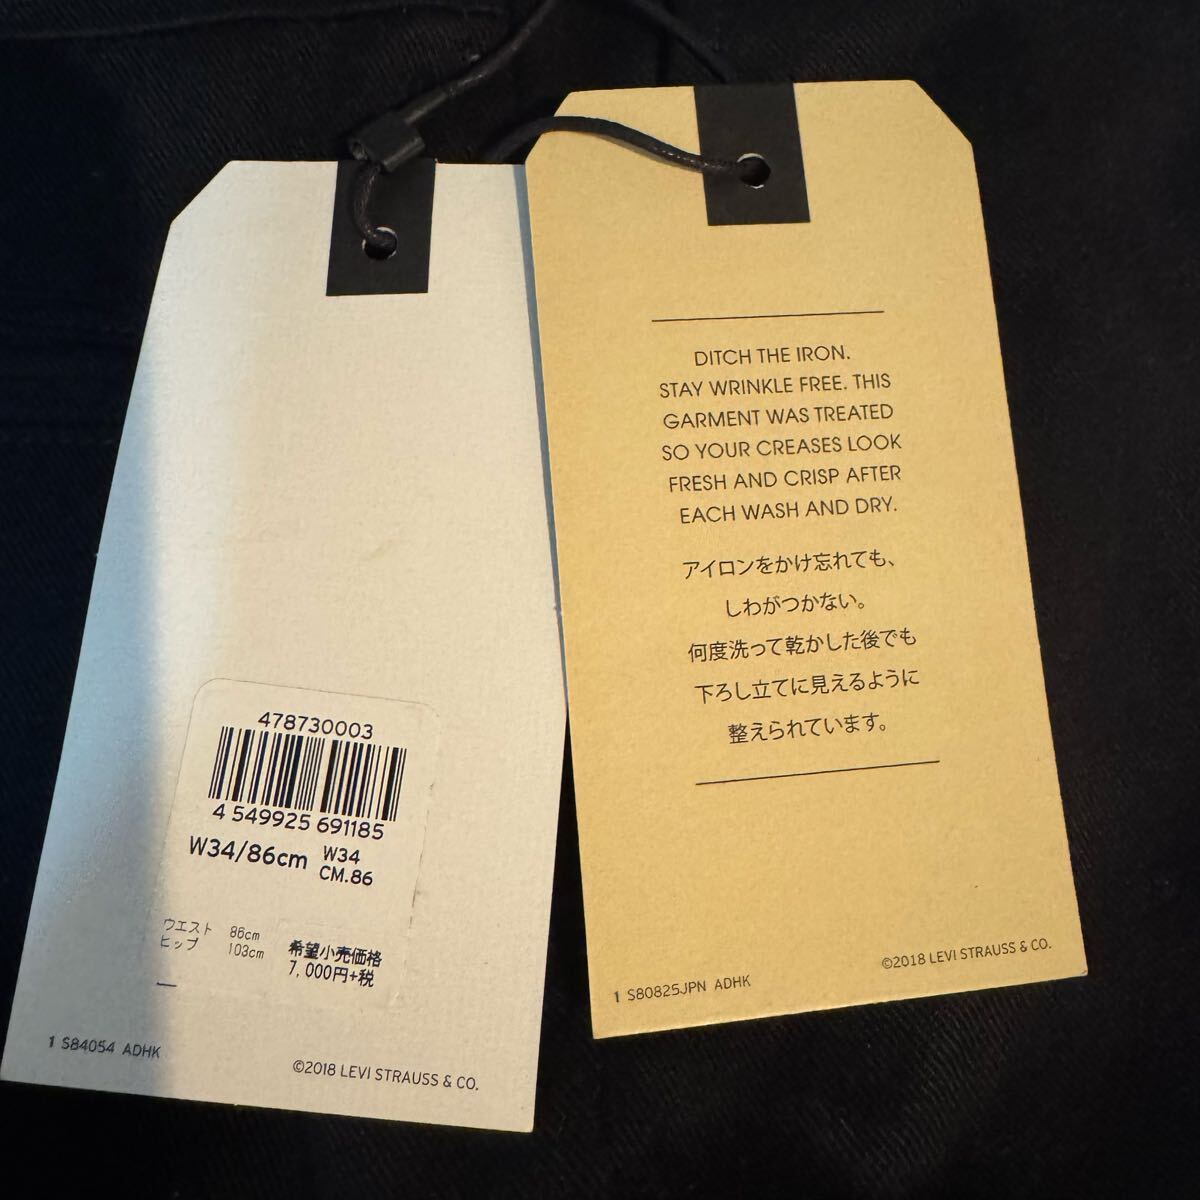 478730003
4 549925 691185
W34/86cm
W34
CM.86
ウエスト 86cm
ヒップ 103cm
希望小売価格
7,000円+税
1 S84054 ADHK
©2018 LEVI STRAUSS & CO.
DITCH THE IRON.
STAY WRINKLE FREE. THIS
GARMENT WAS TREATED
SO YOUR CREASES LOOK
FRESH AND CRISP AFTER
EACH WASH AND DRY.
アイロンをかけ忘れても、
しわがつかない。
何度洗って乾かした後でも
下ろし立てに見えるように
整えられています。
©2018 LEVI STRAUSS & CO.
1 S80825JPN ADHK